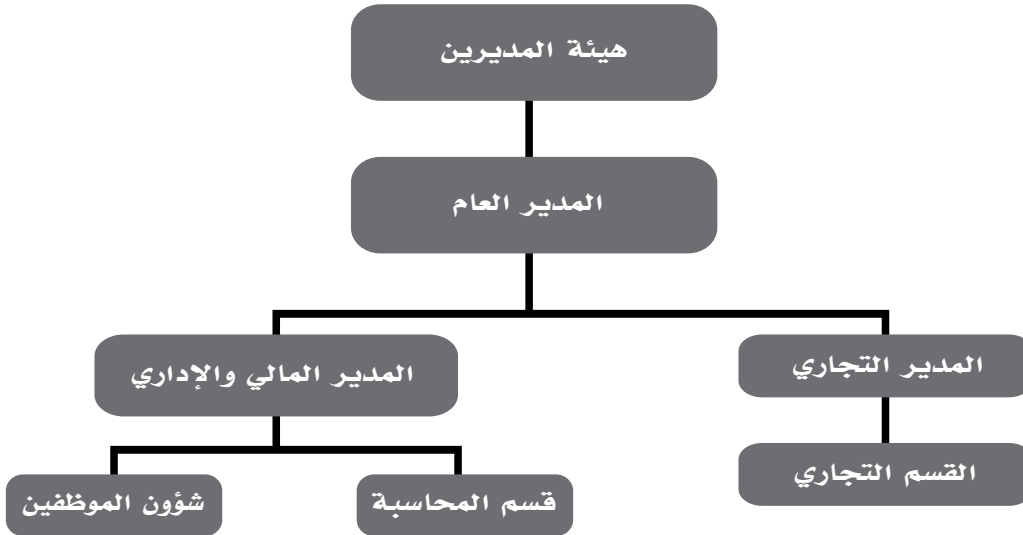 هيئة المديرين
المدير العام
المدير التجاري
المدير المالي والإداري
القسم التجاري
قسم المحاسبة
شؤون الموظفين